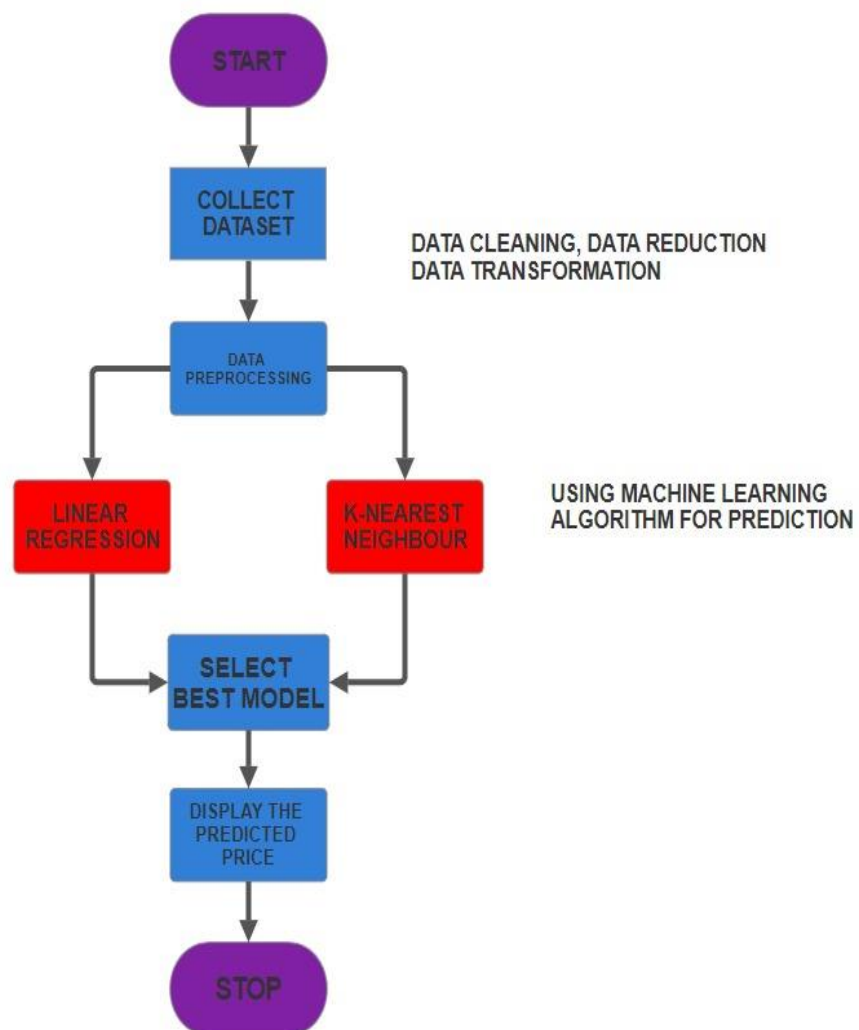 START
COLLECT
DATASET
DATA CLEANING, DATA REDUCTION
DATA TRANSFORMATION
DATA
PREPROCESSING
LINEAR
REGRESSION
K-NEAREST
NEIGHBOUR
USING MACHINE LEARNING
ALGORITHM FOR PREDICTION
SELECT
BEST MODEL
DISPLAY THE
PREDICTED
PRICE
STOP